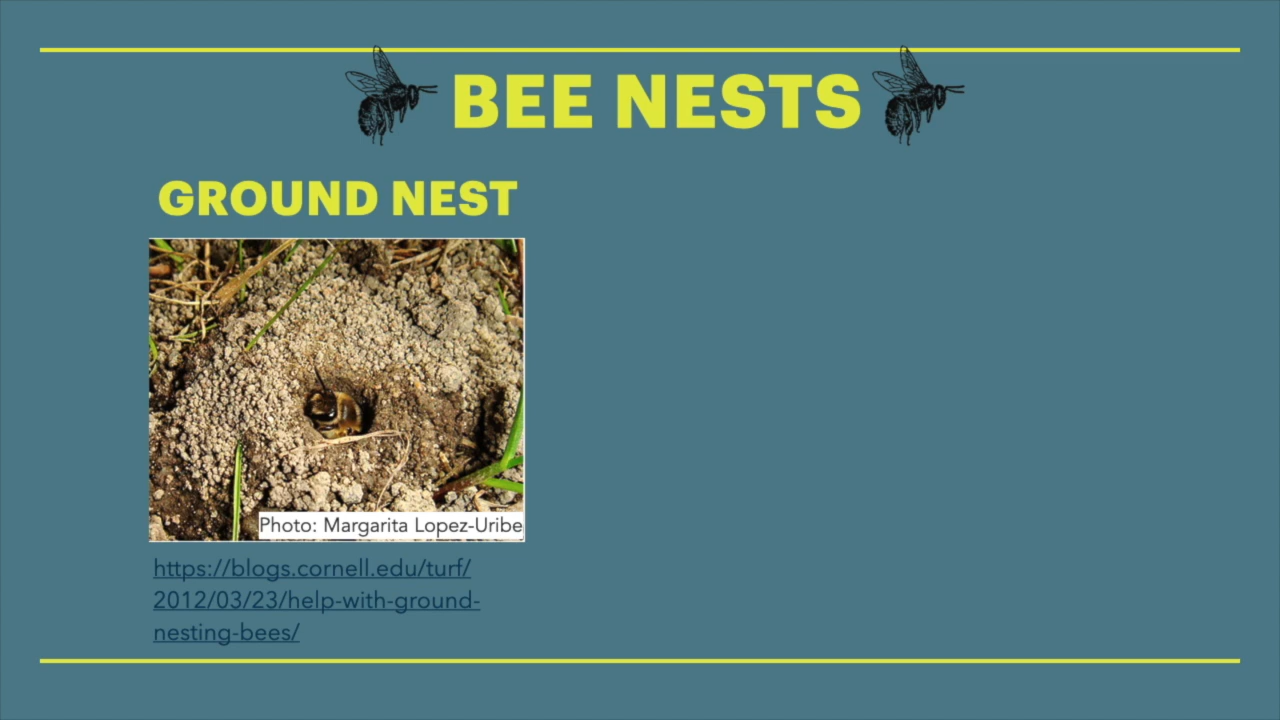 BEE NESTS
GROUND NEST
Photo: Margarita Lopez-Uribe
https://blogs.cornell.edu/turf/
2012/03/23/help-with-ground-
nesting-bees/